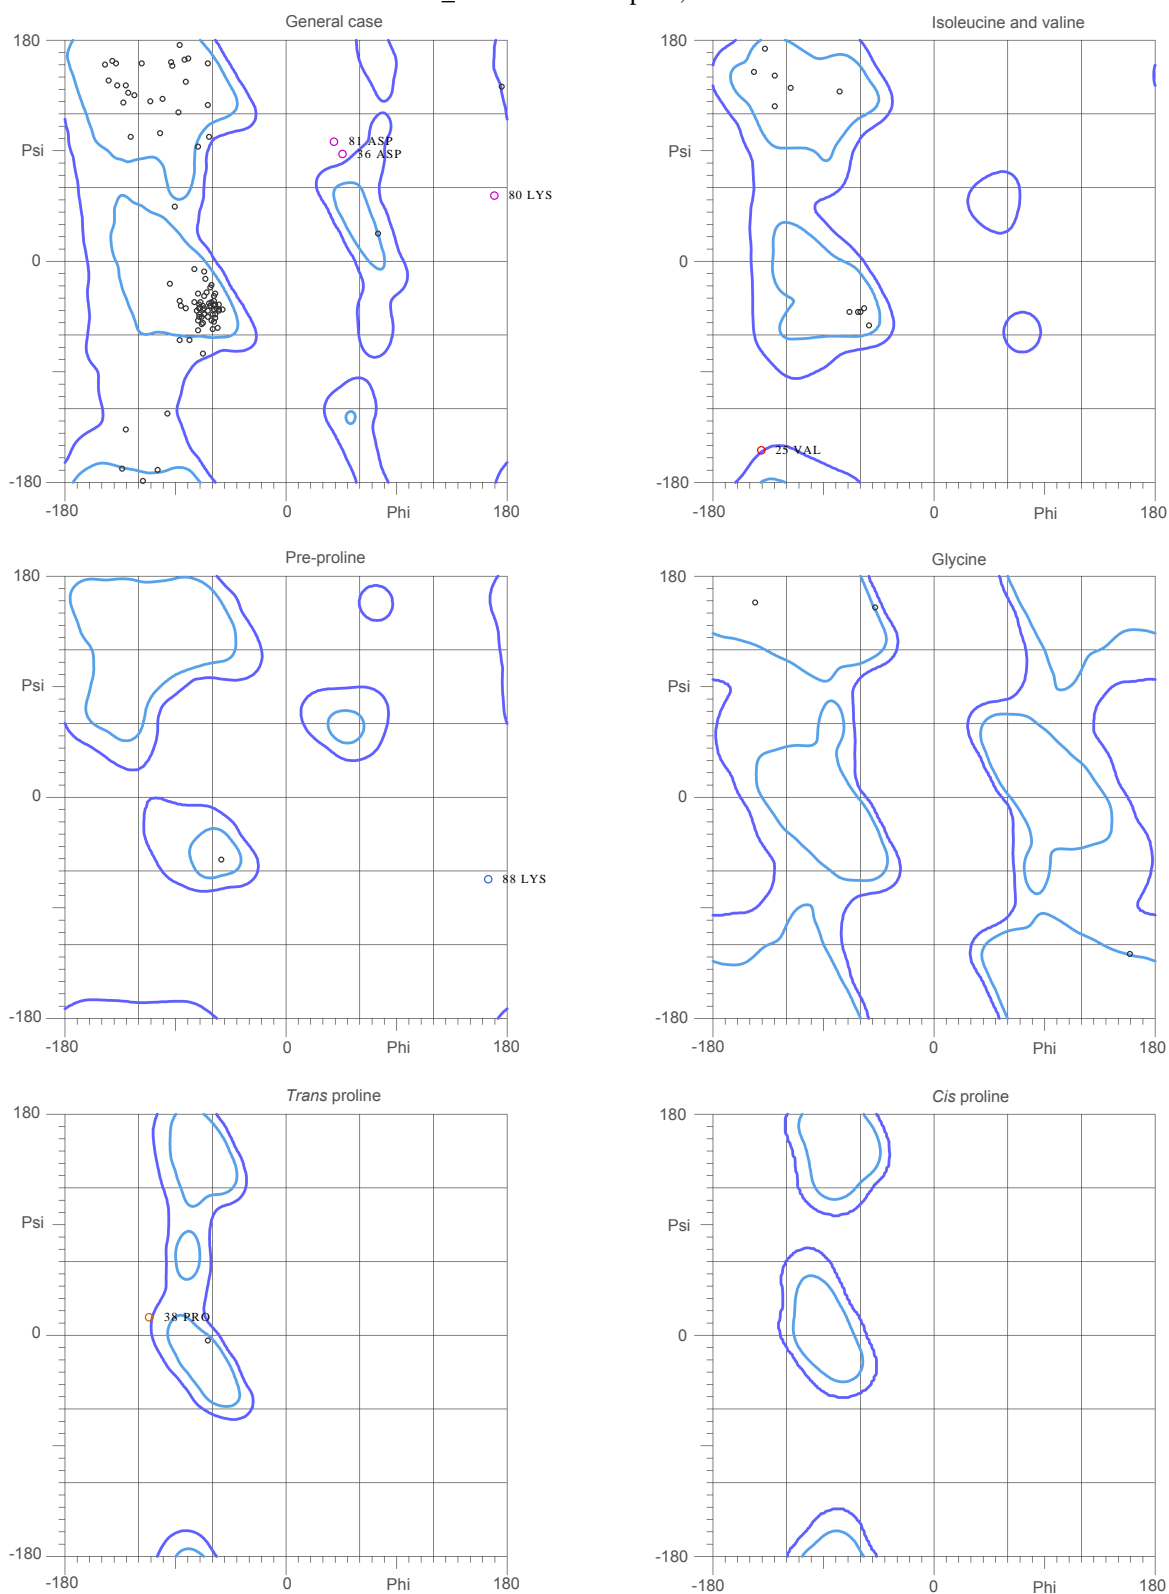 General case
180
Psi
0
-180
-180
0
Phi
180
81 ASP
36 ASP
80 LYS
Isoleucine and valine
180
Psi
0
-180
-180
0
Phi
180
25 VAL
Pre-proline
180
Psi
0
-180
-180
0
Phi
180
88 LYS
Glycine
180
Psi
0
-180
-180
0
Phi
180
Trans proline
180
Psi
0
-180
-180
0
Phi
180
38 PRO
Cis proline
180
Psi
0
-180
-180
0
Phi
180